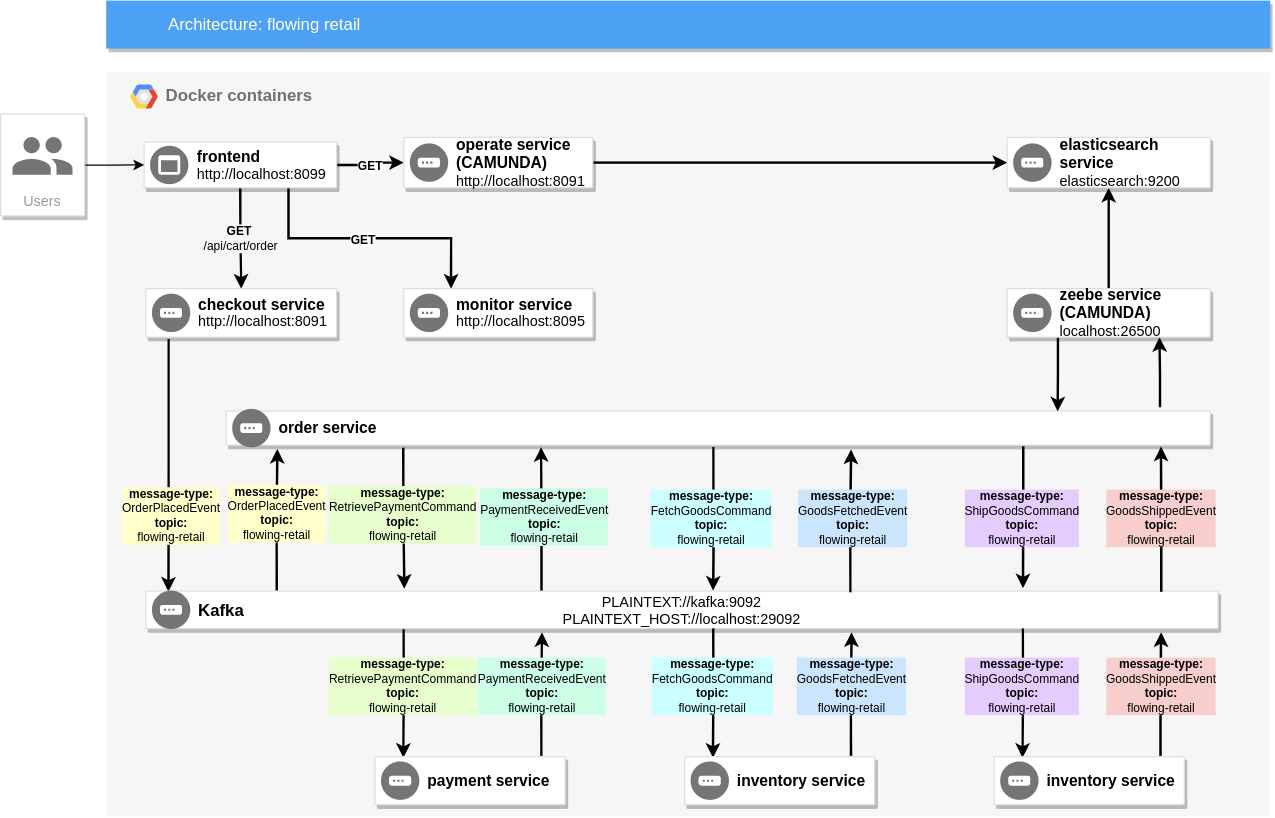 Architecture: flowing retail
Docker containers
Users
frontend
http://localhost:8099
GET
operate service
(CAMUNDA)
http://localhost:8091
elasticsearch
service
elasticsearch:9200
GET
/api/cart/order
GET
checkout service
http://localhost:8091
monitor service
http://localhost:8095
zeebe service
(CAMUNDA)
localhost:26500
order service
message-type:
OrderPlacedEvent
topic:
flowing-retail
message-type:
OrderPlacedEvent
topic:
flowing-retail
message-type:
RetrievePaymentCommand
topic:
flowing-retail
message-type:
PaymentReceivedEvent
topic:
flowing-retail
message-type:
FetchGoodsCommand
topic:
flowing-retail
message-type:
GoodsFetchedEvent
topic:
flowing-retail
message-type:
ShipGoodsCommand
topic:
flowing-retail
message-type:
GoodsShippedEvent
topic:
flowing-retail
Kafka
PLAINTEXT://kafka:9092
PLAINTEXT_HOST://localhost:29092
message-type:
RetrievePaymentCommand
topic:
flowing-retail
message-type:
PaymentReceivedEvent
topic:
flowing-retail
message-type:
FetchGoodsCommand
topic:
flowing-retail
message-type:
GoodsFetchedEvent
topic:
flowing-retail
message-type:
ShipGoodsCommand
topic:
flowing-retail
message-type:
GoodsShippedEvent
topic:
flowing-retail
payment service
inventory service
inventory service